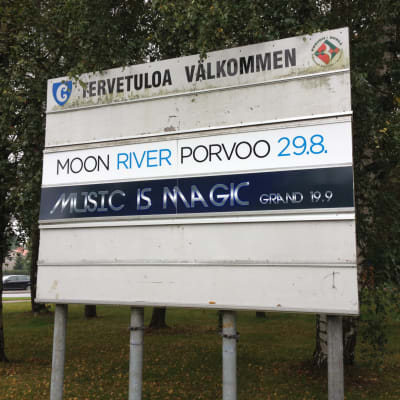 TERVETULOA VÄLKOMMEN
MOON RIVER PORVOO 29.8.
MUSIC IS MAGIC GRAND 19.9